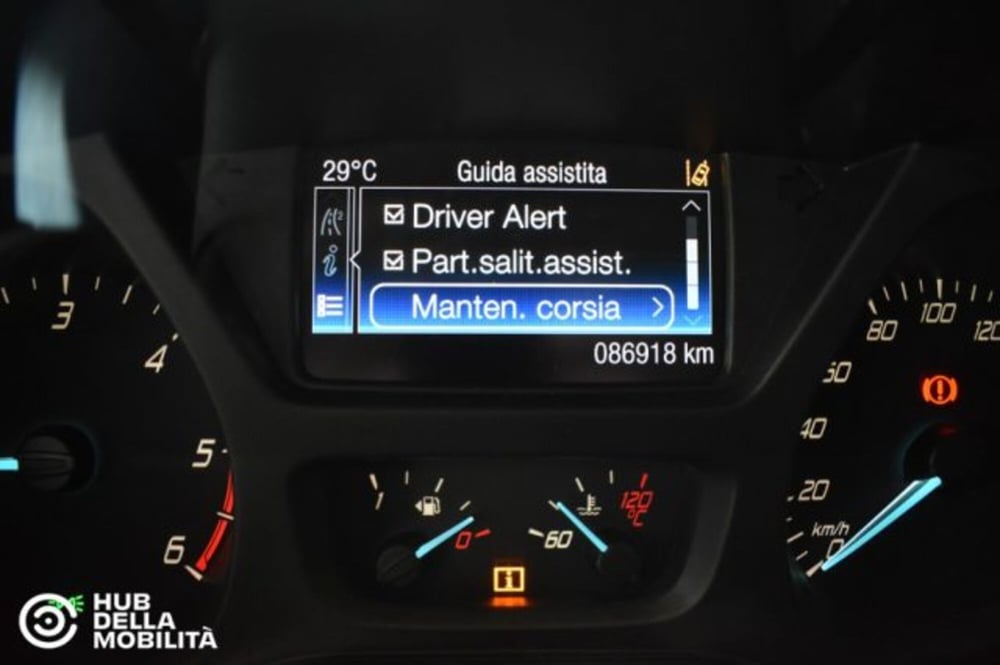 29°C Guida assistita
Driver Alert
Part.salit.assist.
Manten. corsia
086918 km
3
4
5
6
1
0
60
120
°C
0
20
40
60
80
100
120
km/h
i
HUB
DELLA
MOBILITÀ